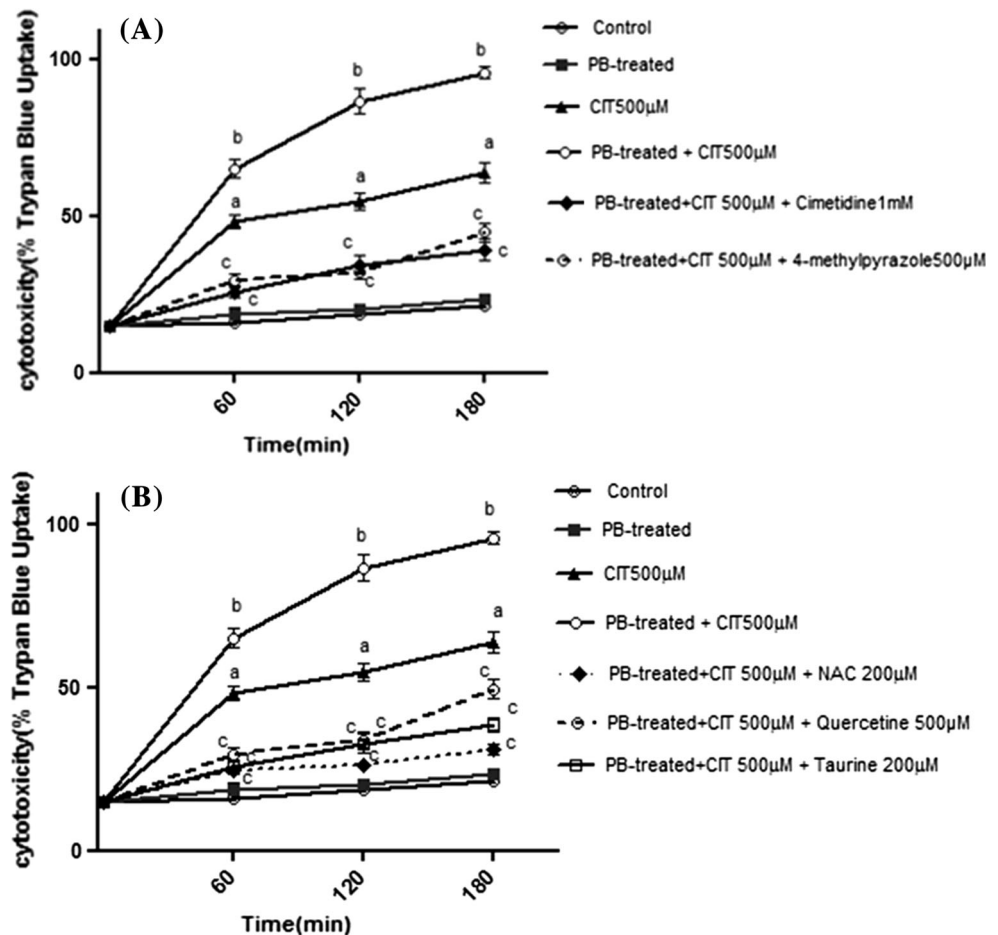 (A)
cytotoxicity(% Trypan Blue Uptake)
100
50
0
b
b
b
a
a
a
c
c
c
c
c
c
60
120
180
Time(min)
Control
PB-treated
CIT500µM
PB-treated + CIT500µM
PB-treated+CIT 500µM + Cimetidine1mM
PB-treated+CIT 500µM + 4-methylpyrazole500µM
(B)
cytotoxicity(% Trypan Blue Uptake)
100
50
0
b
b
b
a
a
a
c
c
c
c
c
c
c
c
c
60
120
180
Time(min)
Control
PB-treated
CIT500µM
PB-treated + CIT500µM
PB-treated+CIT 500µM + NAC 200µM
PB-treated+CIT 500µM + Quercetine 500µM
PB-treated+CIT 500µM + Taurine 200µM